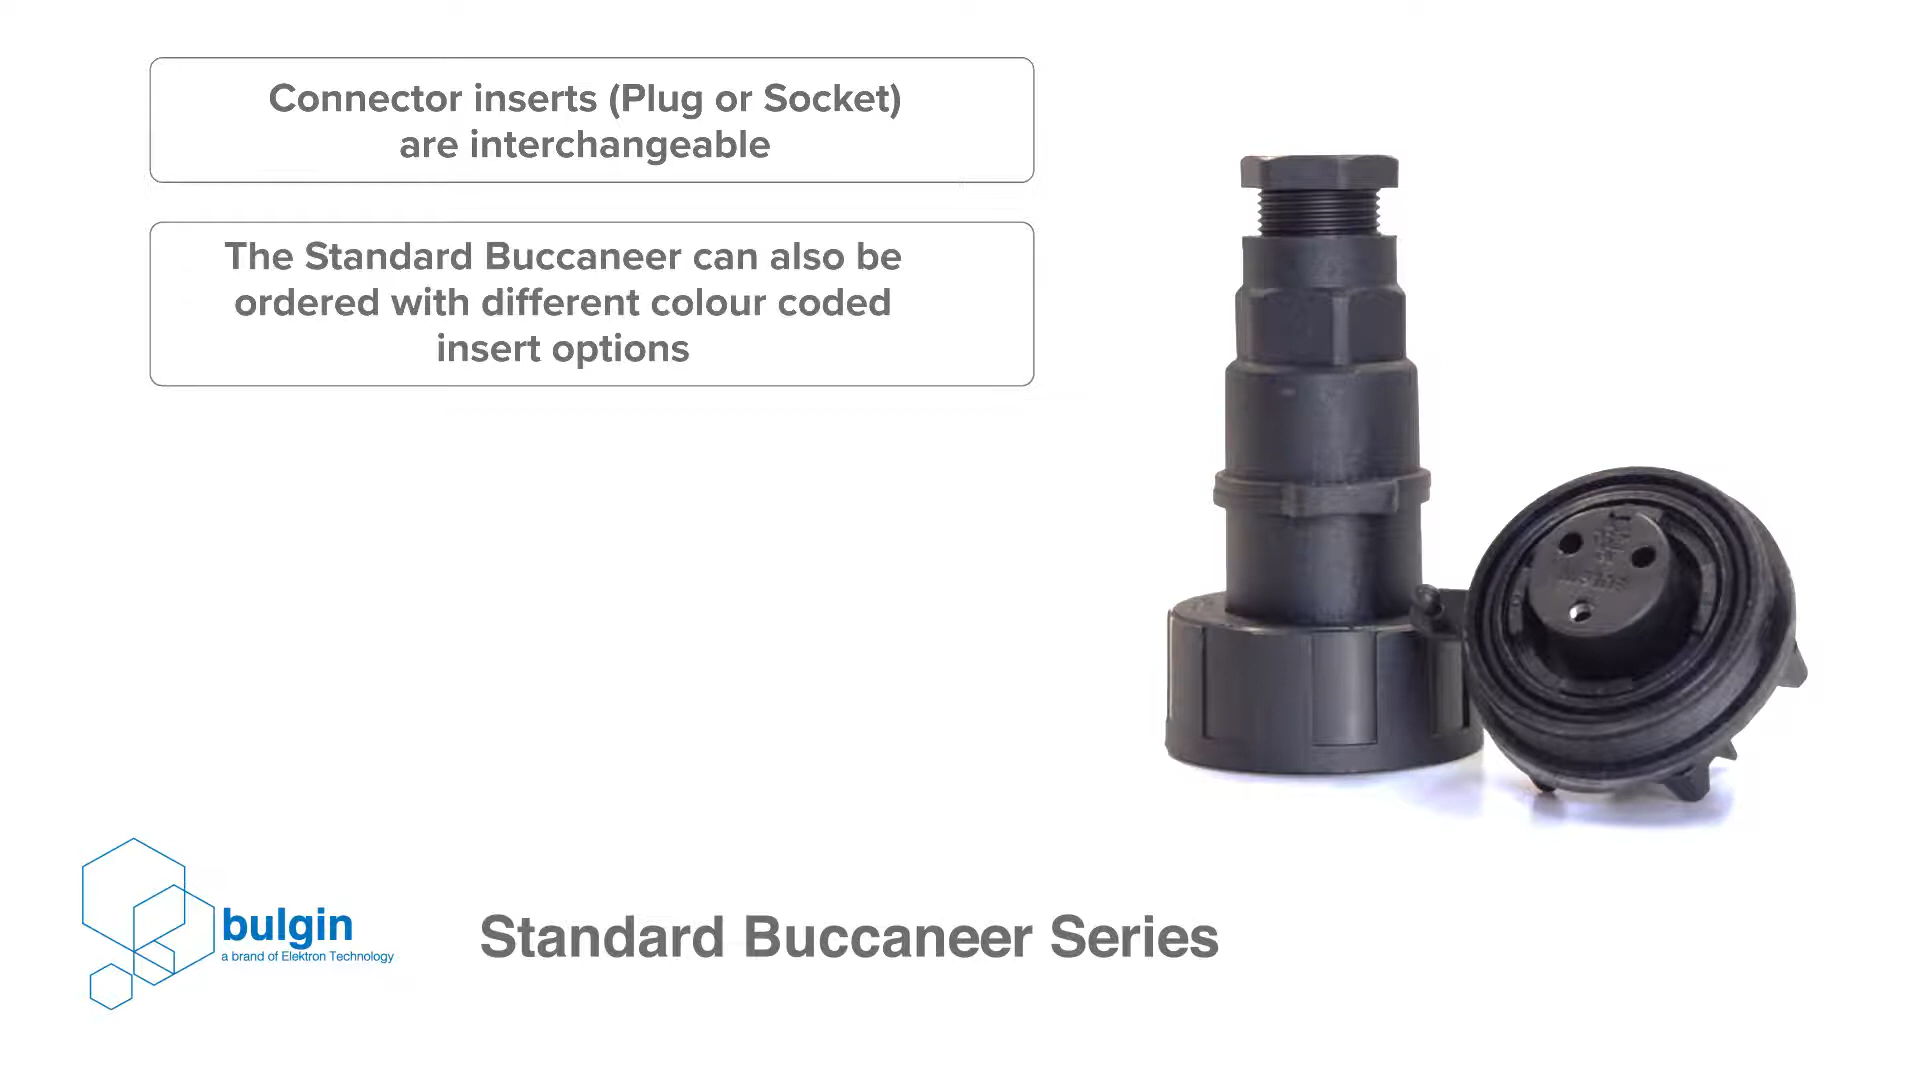 Connector inserts (Plug or Socket)
are interchangeable
The Standard Buccaneer can also be
ordered with different colour coded
insert options
bulgin
a brand of Elektron Technology
Standard Buccaneer Series